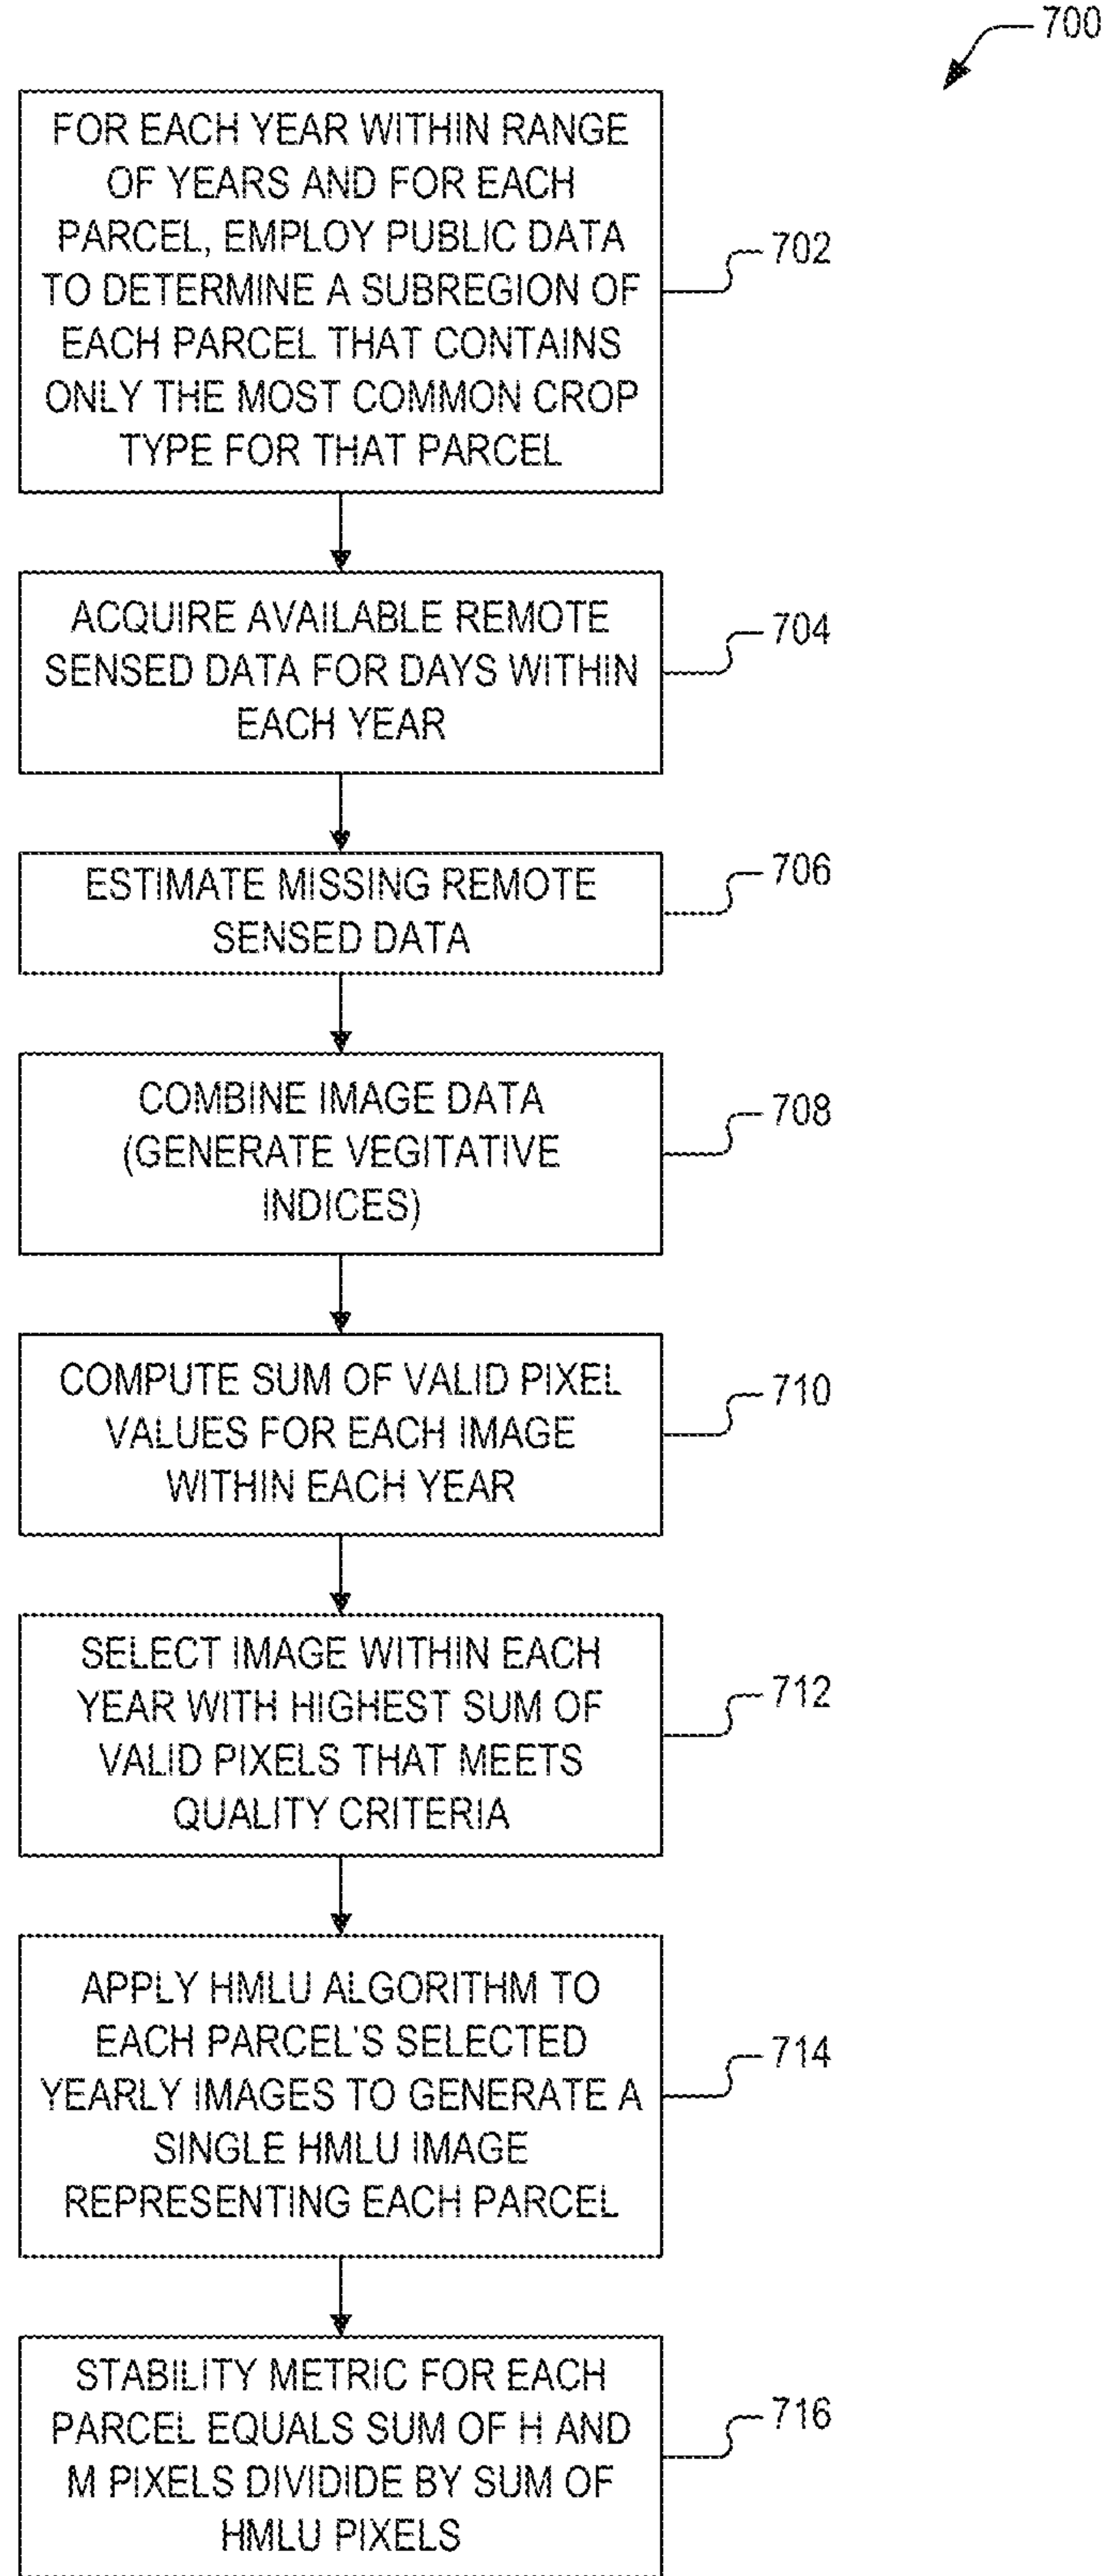 700
FOR EACH YEAR WITHIN RANGE
OF YEARS AND FOR EACH
PARCEL, EMPLOY PUBLIC DATA
TO DETERMINE A SUBREGION OF
EACH PARCEL THAT CONTAINS
ONLY THE MOST COMMON CROP
TYPE FOR THAT PARCEL
702
ACQUIRE AVAILABLE REMOTE
SENSED DATA FOR DAYS WITHIN
EACH YEAR
704
ESTIMATE MISSING REMOTE
SENSED DATA
706
COMBINE IMAGE DATA
(GENERATE VEGITATIVE
INDICES)
708
COMPUTE SUM OF VALID PIXEL
VALUES FOR EACH IMAGE
WITHIN EACH YEAR
710
SELECT IMAGE WITHIN EACH
YEAR WITH HIGHEST SUM OF
VALID PIXELS THAT MEETS
QUALITY CRITERIA
712
APPLY HMLU ALGORITHM TO
EACH PARCEL'S SELECTED
YEARLY IMAGES TO GENERATE A
SINGLE HMLU IMAGE
REPRESENTING EACH PARCEL
714
STABILITY METRIC FOR EACH
PARCEL EQUALS SUM OF H AND
M PIXELS DIVIDIDE BY SUM OF
HMLU PIXELS
716